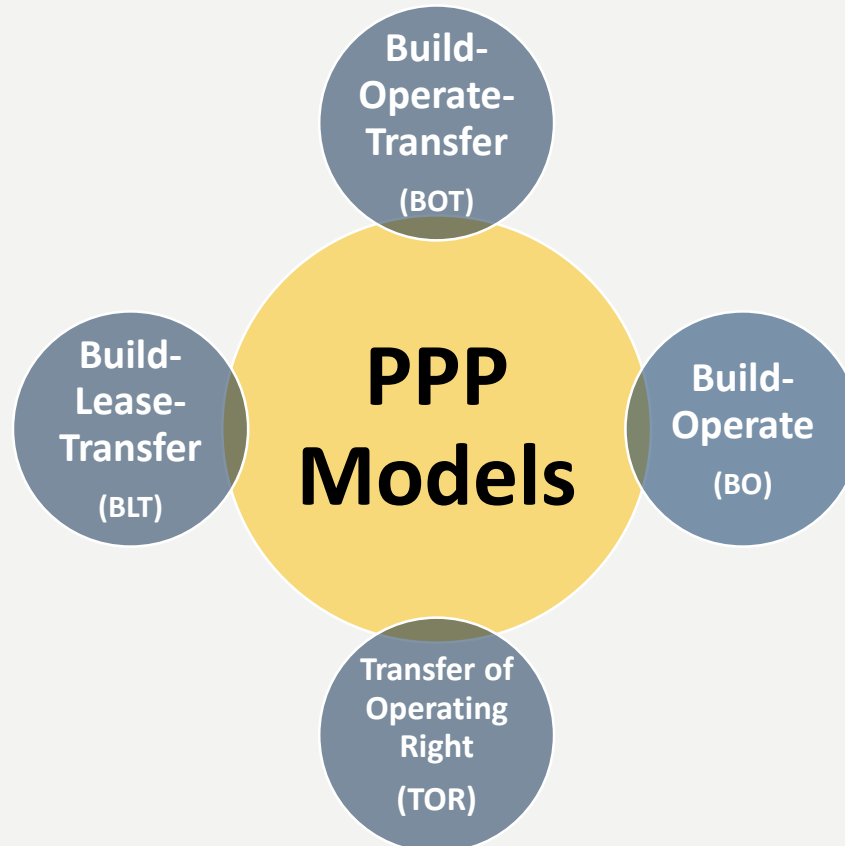 Build-
Operate-
Transfer
(BOT)
Build-
Lease-
Transfer
(BLT)
PPP
Models
Build-
Operate
(BO)
Transfer of
Operating
Right
(TOR)